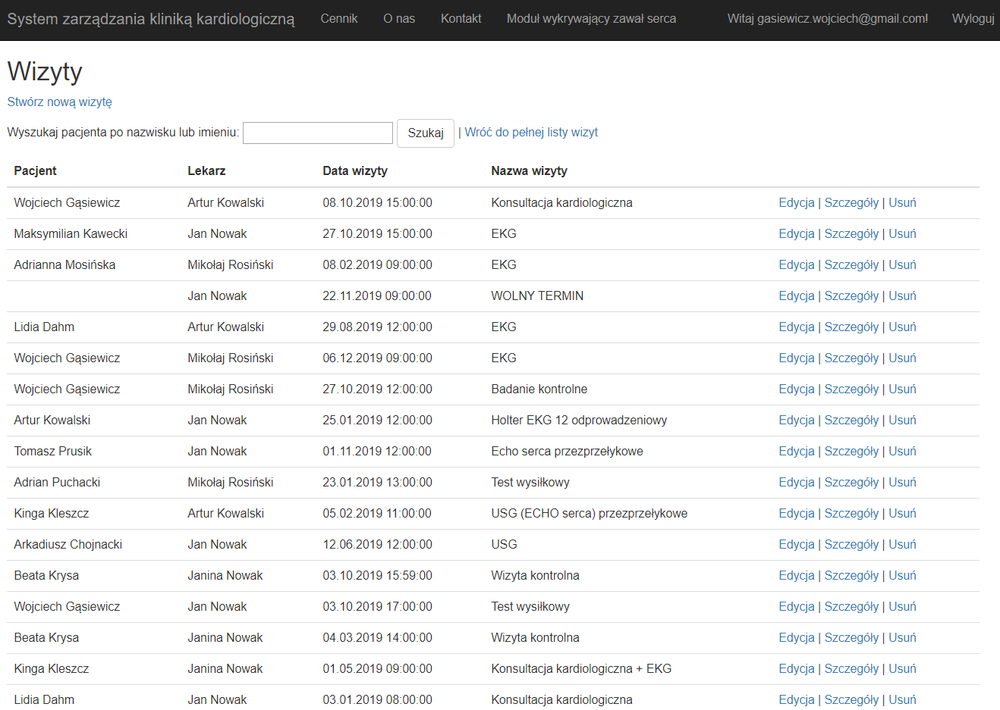 System zarządzania kliniką kardiologiczną Cennik O nas Kontakt Moduł wykrywający zawał serca Witaj gasiewicz.wojciech@gmail.com! Wyloguj
Wizyty
Stwórz nową wizytę
Wyszukaj pacjenta po nazwisku lub imieniu: Szukaj | Wróć do pełnej listy wizyt
Pacjent Lekarz Data wizyty Nazwa wizyty
Wojciech Gąsiewicz Artur Kowalski 08.10.2019 15:00:00 Konsultacja kardiologiczna Edycja | Szczegóły | Usuń
Maksymilian Kawecki Jan Nowak 27.10.2019 15:00:00 EKG Edycja | Szczegóły | Usuń
Adrianna Mosińska Mikołaj Rosiński 08.02.2019 09:00:00 EKG Edycja | Szczegóły | Usuń
Jan Nowak 22.11.2019 09:00:00 WOLNY TERMIN Edycja | Szczegóły | Usuń
Lidia Dahm Artur Kowalski 29.08.2019 12:00:00 EKG Edycja | Szczegóły | Usuń
Wojciech Gąsiewicz Mikołaj Rosiński 06.12.2019 09:00:00 EKG Edycja | Szczegóły | Usuń
Wojciech Gąsiewicz Mikołaj Rosiński 27.10.2019 12:00:00 Badanie kontrolne Edycja | Szczegóły | Usuń
Artur Kowalski Jan Nowak 25.01.2019 12:00:00 Holter EKG 12 odprowadzeniowy Edycja | Szczegóły | Usuń
Tomasz Prusik Jan Nowak 01.11.2019 12:00:00 Echo serca przezprzełykowe Edycja | Szczegóły | Usuń
Adrian Puchacki Mikołaj Rosiński 23.01.2019 13:00:00 Test wysiłkowy Edycja | Szczegóły | Usuń
Kinga Kleszcz Artur Kowalski 05.02.2019 11:00:00 USG (ECHO serca) przezprzełykowe Edycja | Szczegóły | Usuń
Arkadiusz Chojnacki Jan Nowak 12.06.2019 12:00:00 USG Edycja | Szczegóły | Usuń
Beata Krysa Janina Nowak 03.10.2019 15:59:00 Wizyta kontrolna Edycja | Szczegóły | Usuń
Wojciech Gąsiewicz Jan Nowak 03.10.2019 17:00:00 Test wysiłkowy Edycja | Szczegóły | Usuń
Beata Krysa Janina Nowak 04.03.2019 14:00:00 Wizyta kontrolna Edycja | Szczegóły | Usuń
Kinga Kleszcz Janina Nowak 01.05.2019 09:00:00 Konsultacja kardiologiczna + EKG Edycja | Szczegóły | Usuń
Lidia Dahm Jan Nowak 03.01.2019 08:00:00 Konsultacja kardiologiczna Edycja | Szczegóły | Usuń